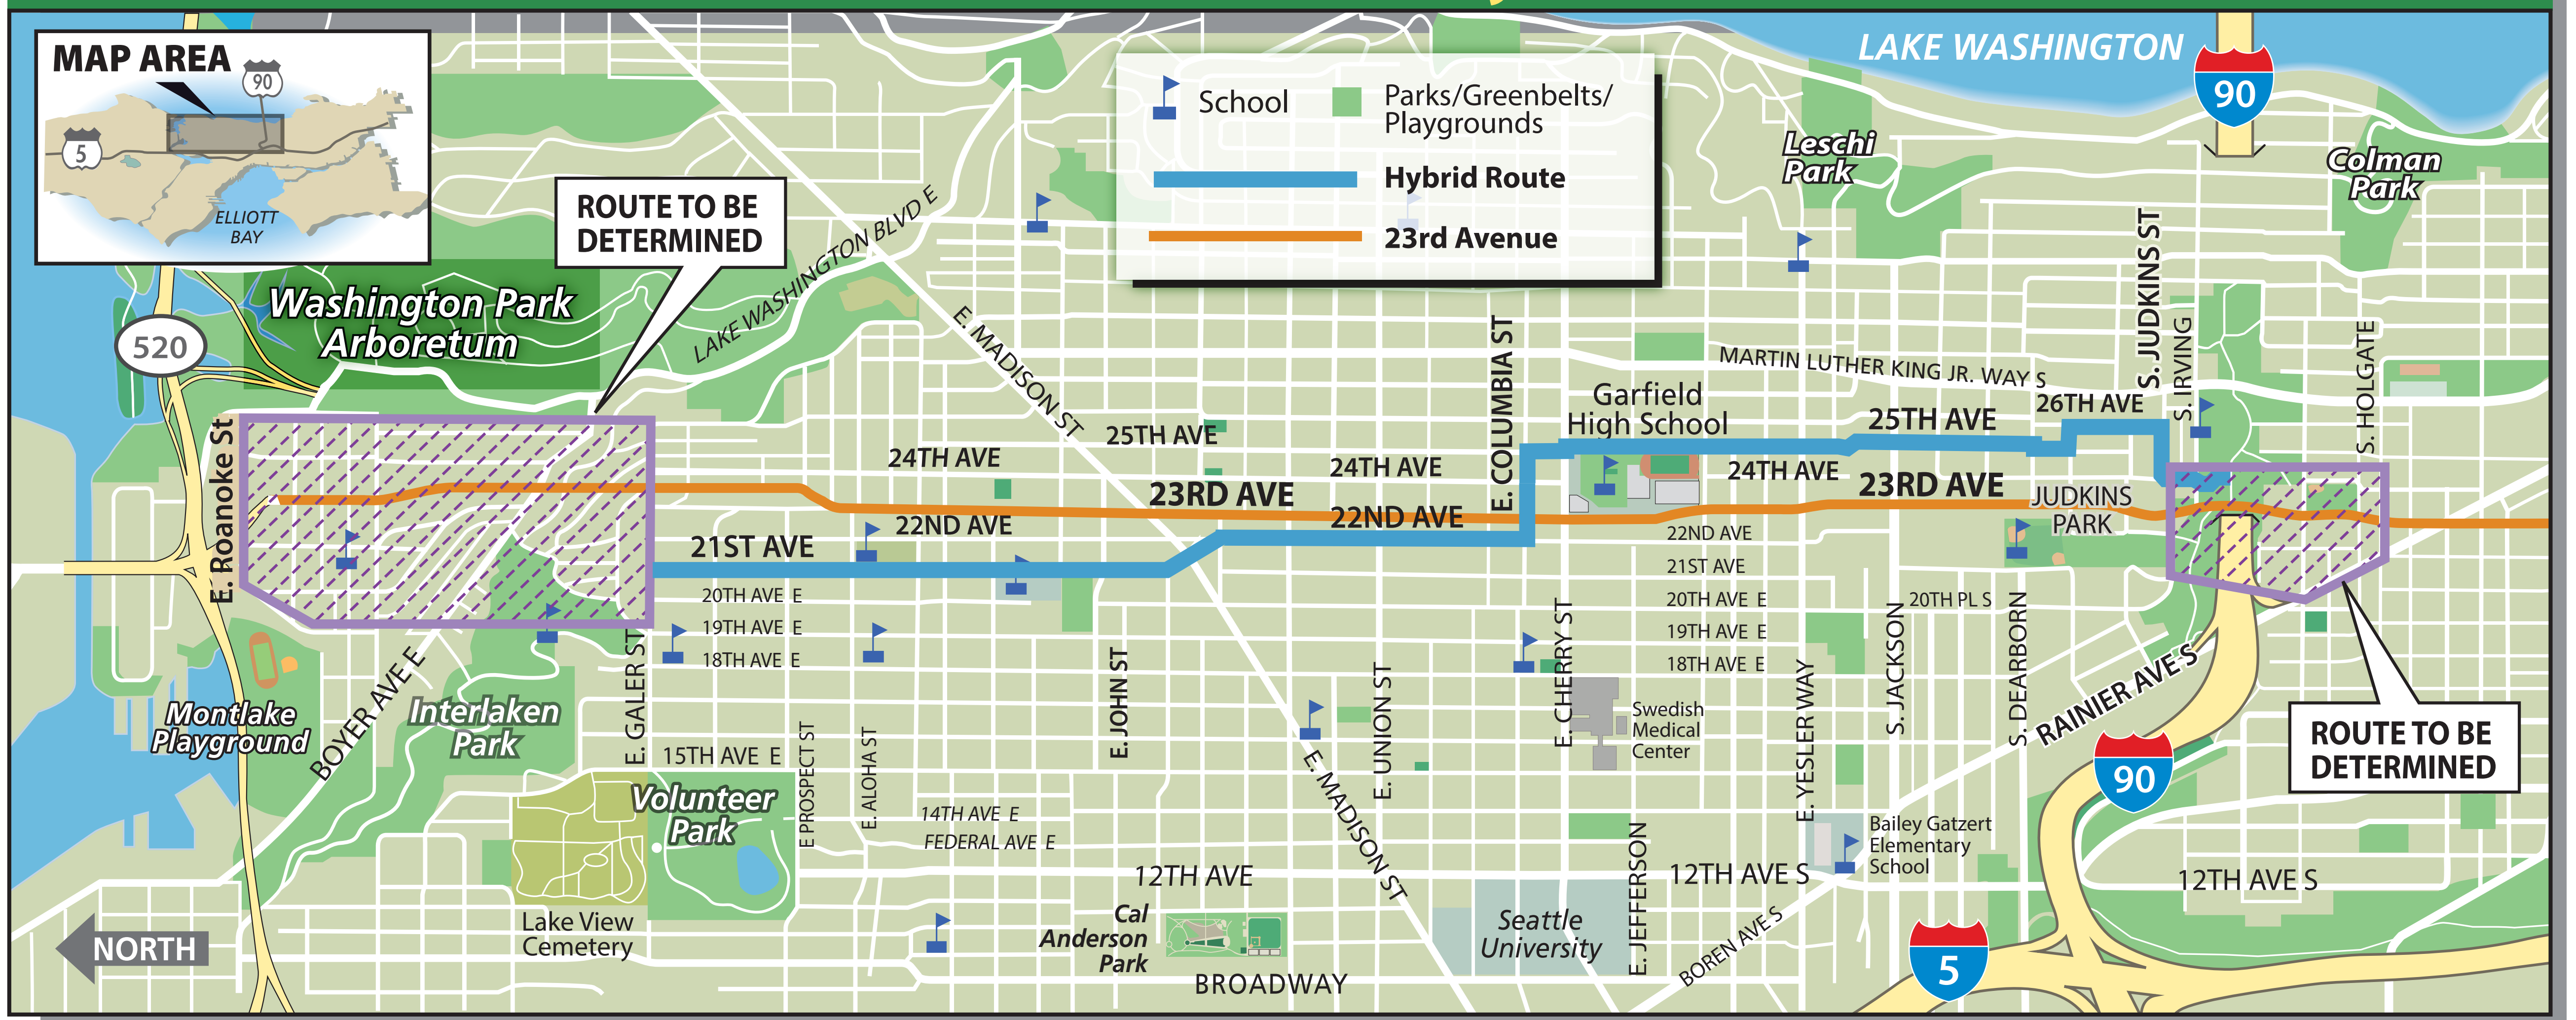 MAP AREA
90
5
ELLIOTT
BAY
ROUTE TO BE
DETERMINED
School
Parks/Greenbelts/
Playgrounds
Hybrid Route
23rd Avenue
LAKE WASHINGTON
90
Leschi
Park
Colman
Park
Washington Park
Arboretum
520
LAKE WASHINGTON BLVD E
E. MADISON ST
E. COLUMBIA ST
S. JUDKINS ST
S. IRVING
S. HOLGATE
MARTIN LUTHER KING JR. WAY S
Garfield
High School
25TH AVE
26TH AVE
25TH AVE
24TH AVE
24TH AVE
24TH AVE
23RD AVE
23RD AVE
22ND AVE
22ND AVE
JUDKINS
PARK
E. Roanoke St
21ST AVE
20TH AVE E
19TH AVE E
18TH AVE E
22ND AVE
21ST AVE
20TH AVE E
19TH AVE E
18TH AVE E
20TH PL S
Montlake
Playground
BOYER AVE E
Interlaken
Park
E. GALER ST
15TH AVE E
E PROSPECT ST
E. ALOHA ST
E. JOHN ST
E. UNION ST
E. CHERRY ST
Swedish
Medical
Center
E. YESLER WAY
S. JACKSON
S. DEARBORN
RAINIER AVE S
90
ROUTE TO BE
DETERMINED
Volunteer
Park
14TH AVE E
FEDERAL AVE E
E. MADISON ST
12TH AVE
E. JEFFERSON
12TH AVE S
Bailey Gatzert
Elementary
School
12TH AVE S
Lake View
Cemetery
Cal
Anderson
Park
Seattle
University
BOREN AVE S
BROADWAY
5
NORTH